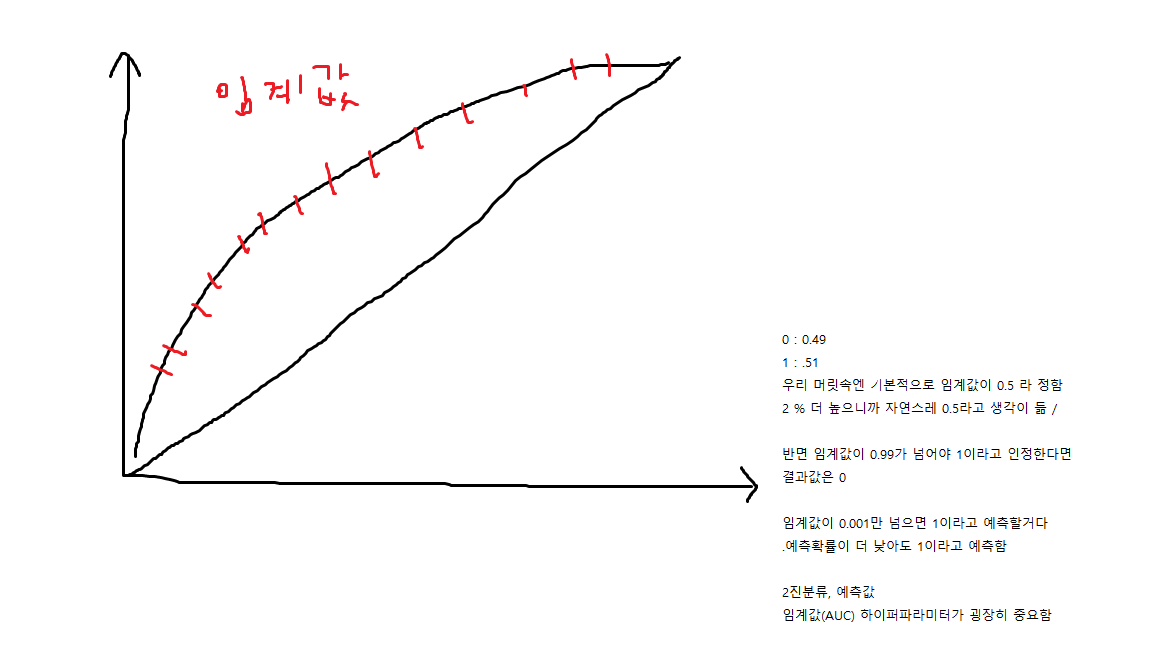 임계값
0 : 0.49
1 : .51
우리 머릿속엔 기본적으로 임계값이 0.5 라 정함
2 % 더 높으니까 자연스레 0.5라고 생각이 듦 /
반면 임계값이 0.99가 넘어야 1이라고 인정한다면
결과값은 0
임계값이 0.001만 넘으면 1이라고 예측할거다
.예측확률이 더 낮아도 1이라고 예측함
2진분류, 예측값
임계값(AUC) 하이퍼파라미터가 굉장히 중요함